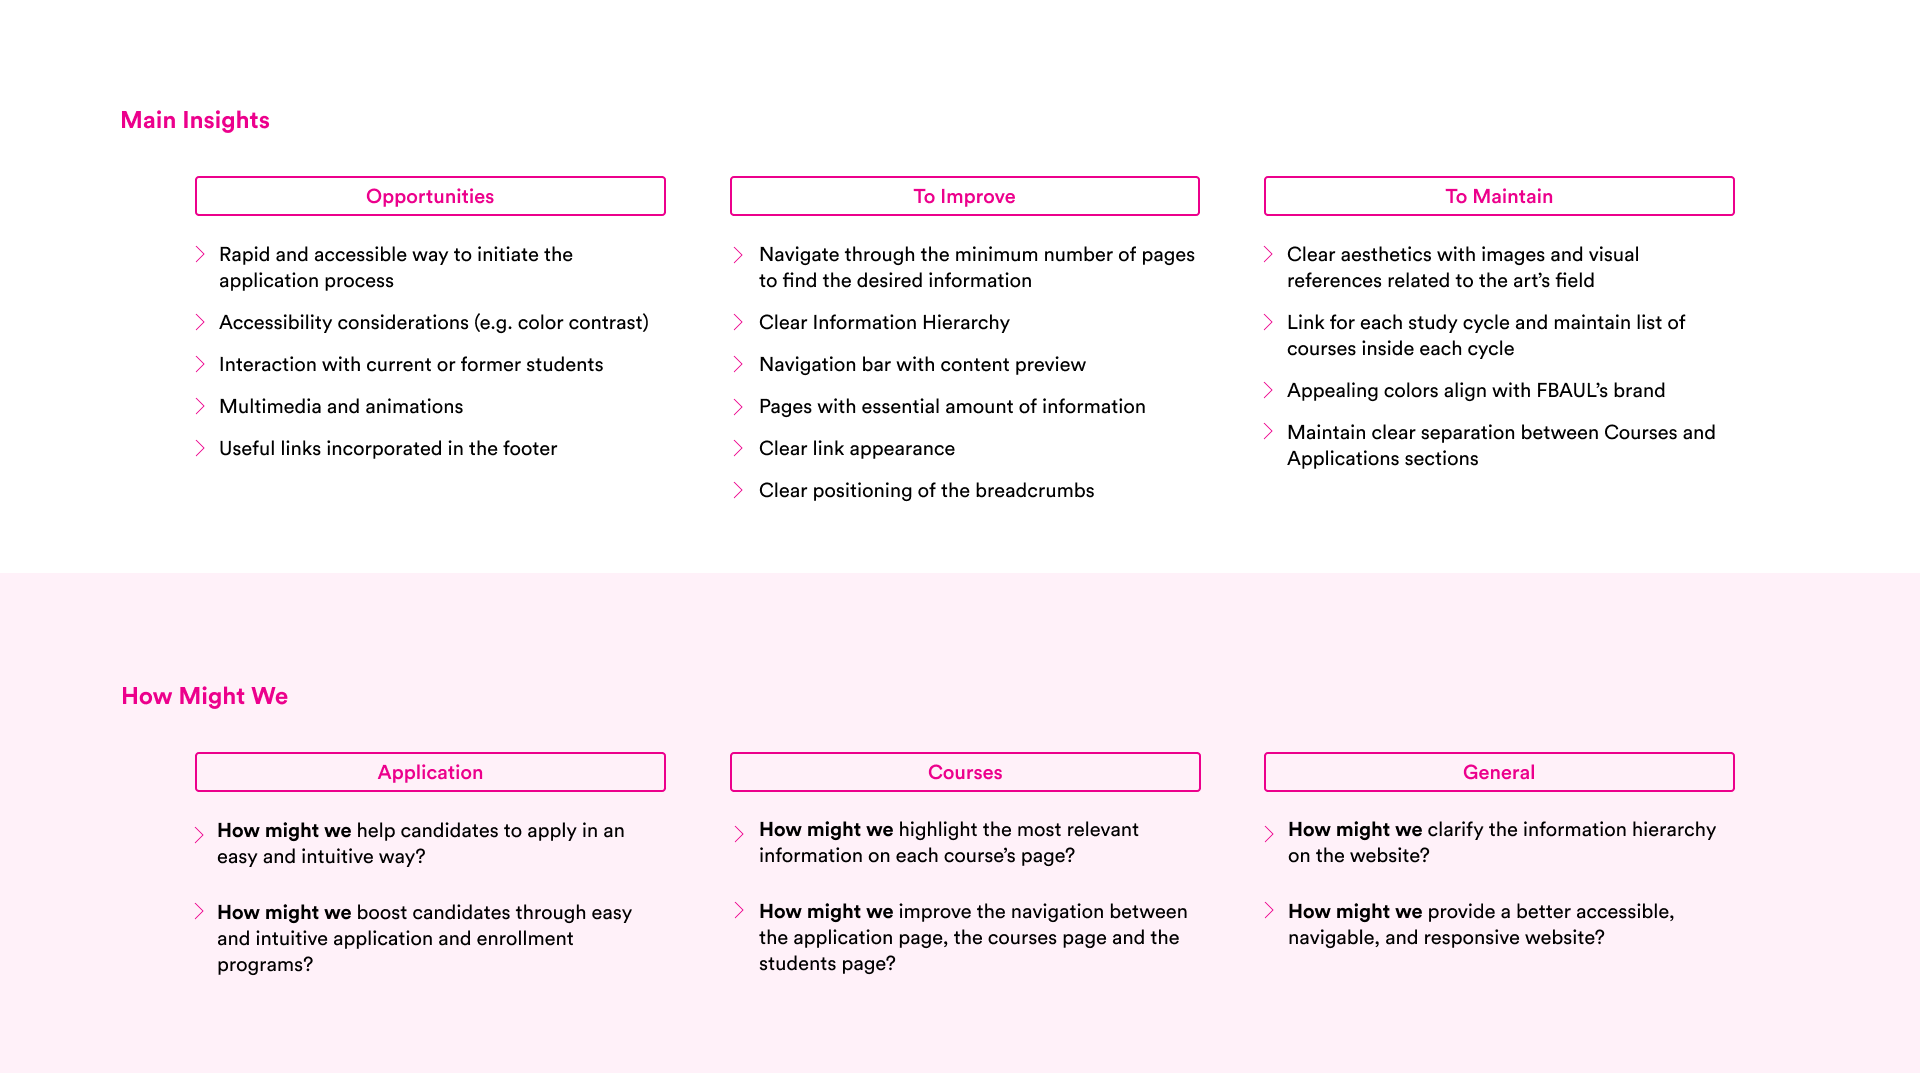 Main Insights
Opportunities
Rapid and accessible way to initiate the
application process
Accessibility considerations (e.g. color contrast)
Interaction with current or former students
Multimedia and animations
Useful links incorporated in the footer
To Improve
Navigate through the minimum number of pages
to find the desired information
Clear Information Hierarchy
Navigation bar with content preview
Pages with essential amount of information
Clear link appearance
Clear positioning of the breadcrumbs
To Maintain
Clear aesthetics with images and visual
references related to the art’s field
Link for each study cycle and maintain list of
courses inside each cycle
Appealing colors align with FBAUL’s brand
Maintain clear separation between Courses and
Applications sections
How Might We
Application
How might we help candidates to apply in an
easy and intuitive way?
How might we boost candidates through easy
and intuitive application and enrollment
programs?
Courses
How might we highlight the most relevant
information on each course’s page?
How might we improve the navigation between
the application page, the courses page and the
students page?
General
How might we clarify the information hierarchy
on the website?
How might we provide a better accessible,
navigable, and responsive website?